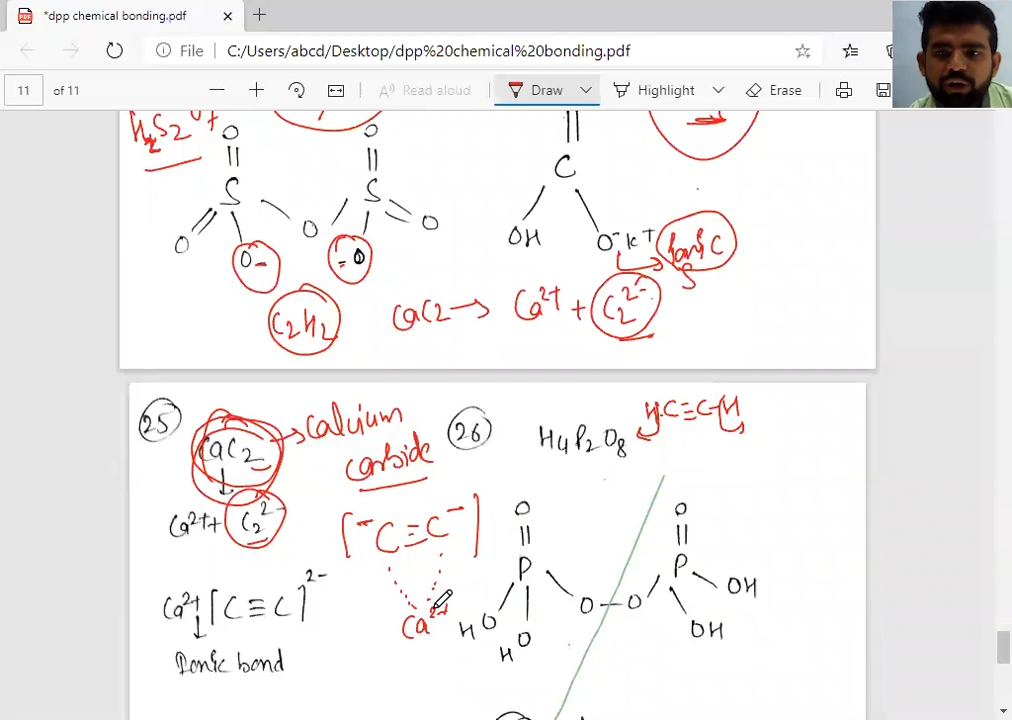 *dpp chemical bonding.pdf
File C:/Users/abcd/Desktop/dpp%20chemical%20bonding.pdf
11 of 11 Read aloud Draw Highlight Erase
H2S2O7
O O
S S C
O O O OH O- K+ Ionic
O- -O
C2H2 CaC2 → Ca2+ + C2 2-
25 CaC2 → Calcium carbide 26 H4P2O8 H-C≡C-H
Ca2+ + C2 2-
[-C≡C-]
Ca2+
Ca2+ [C≡C]2-
Ionic bond
O O
P P OH
HO O-O OH
HO